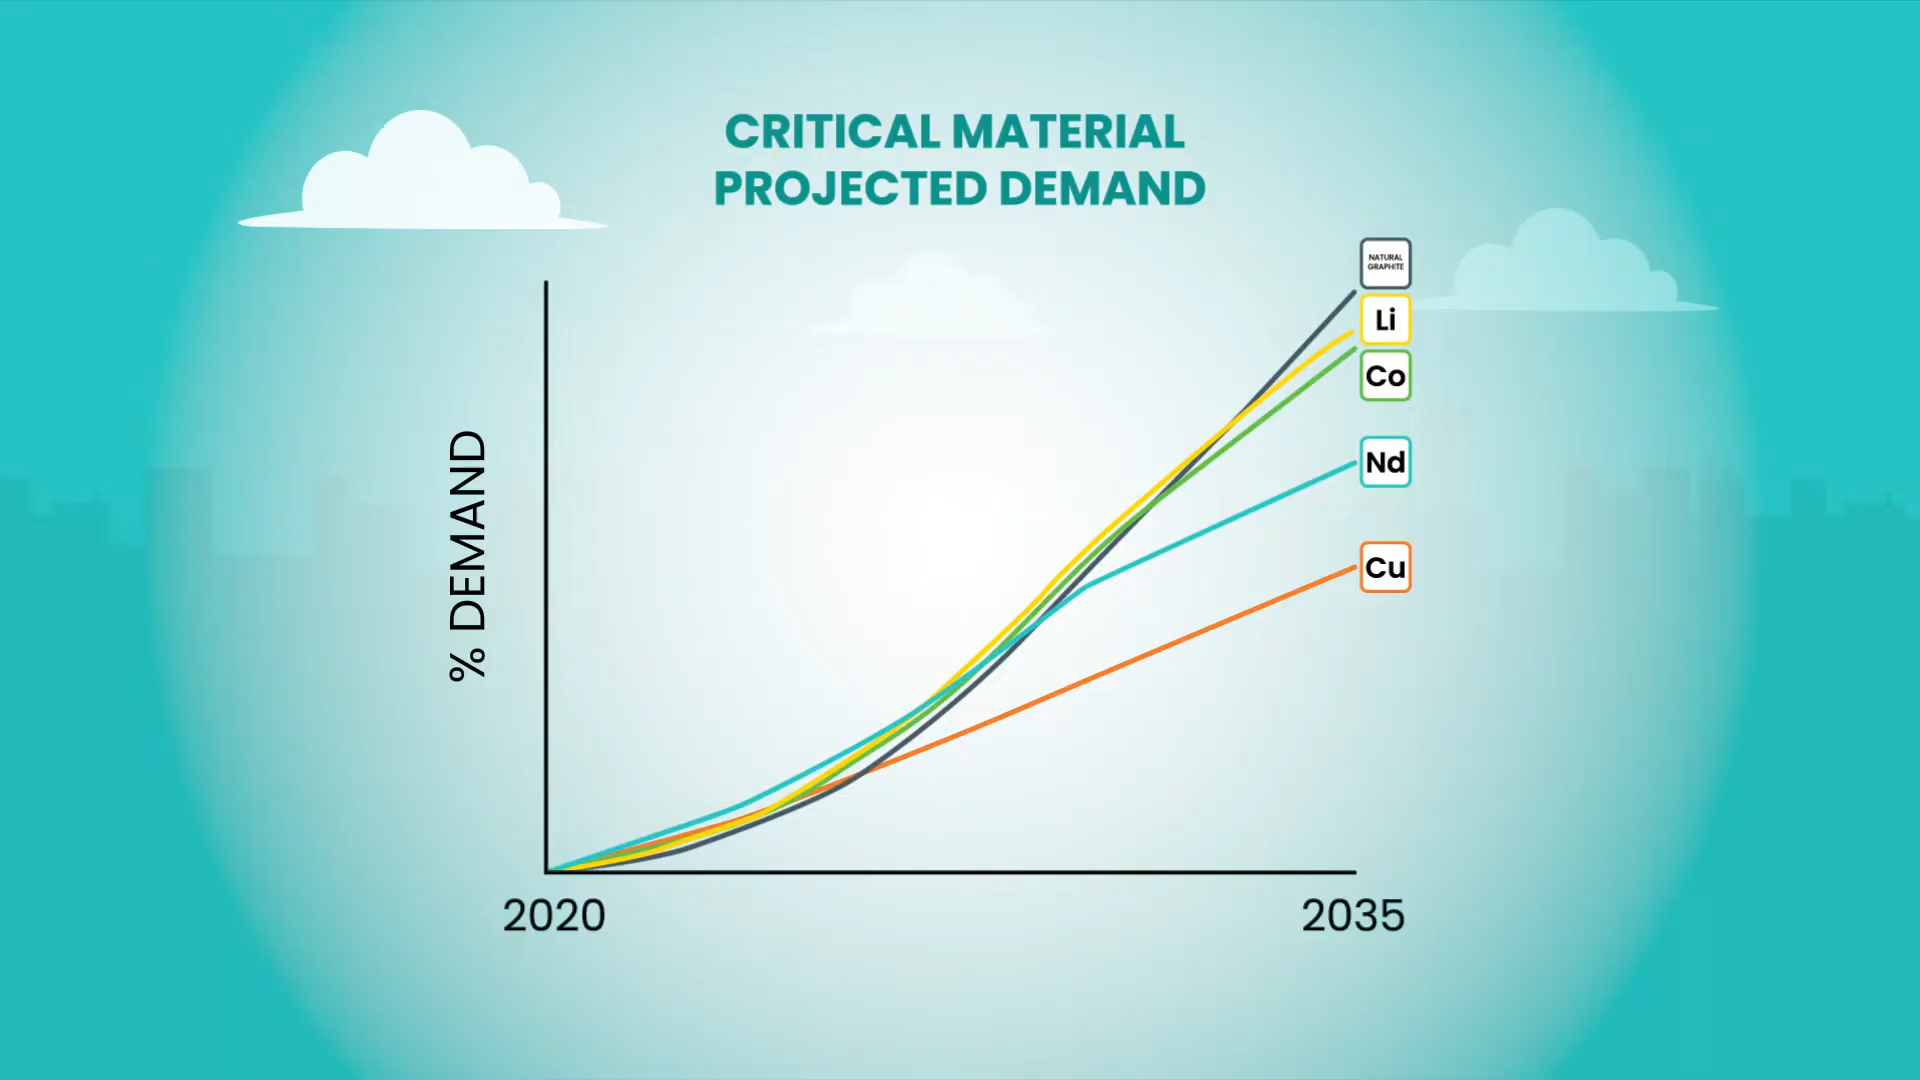 CRITICAL MATERIAL
PROJECTED DEMAND
NATURAL
GRAPHITE
Li
Co
Nd
Cu
% DEMAND
2020
2035